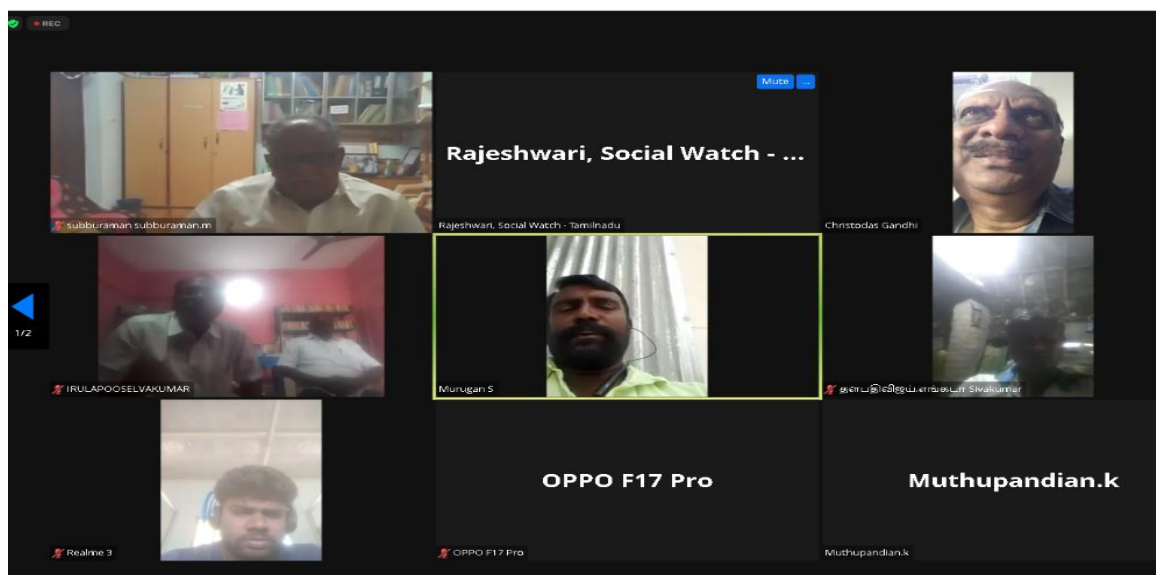 REC
Mute ...
Rajeshwari, Social Watch - ...
subburaman subburaman.m
Rajeshwari, Social Watch - Tamilnadu
Christodas Gandhi
1/2
IRULAPOOSELVAKUMAR
Murugan S
Sivakumar
OPPO F17 Pro
Muthupandian.k
Realme 3
OPPO F17 Pro
Muthupandian.k